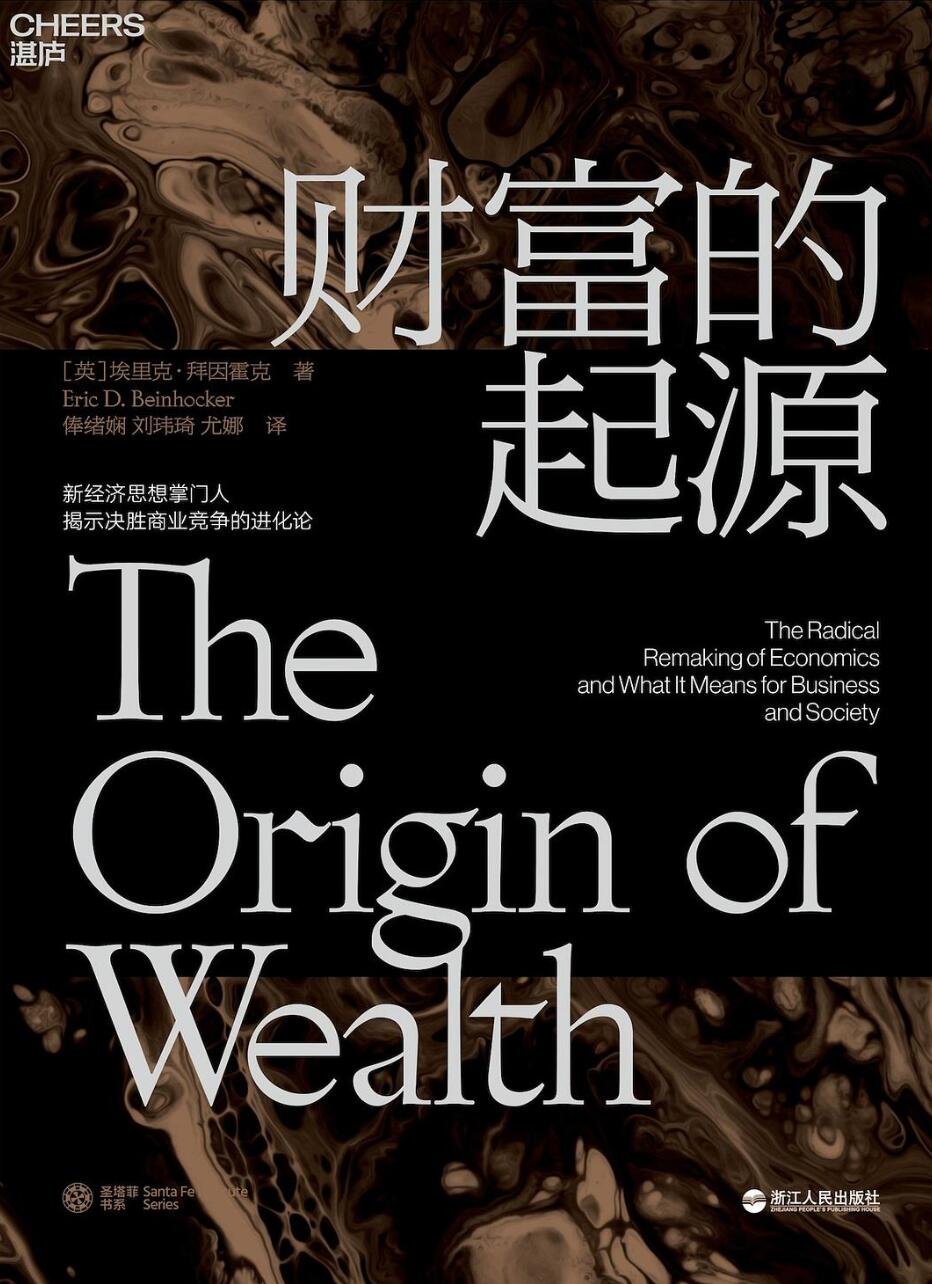 CHEERS
湛庐
财富的
起源
[英]埃里克·拜因霍克 著
Eric D. Beinhocker
俸绪娴 刘玮琦 尤娜 译
新经济思想掌门人
揭示决胜商业竞争的进化论
The Radical
Remaking of Economics
and What It Means for Business
and Society
The
Origin of
Wealth
圣塔菲
书系
Santa Fe
Series
浙江人民出版社
ZHEJIANG PEOPLE'S PUBLISHING HOUSE